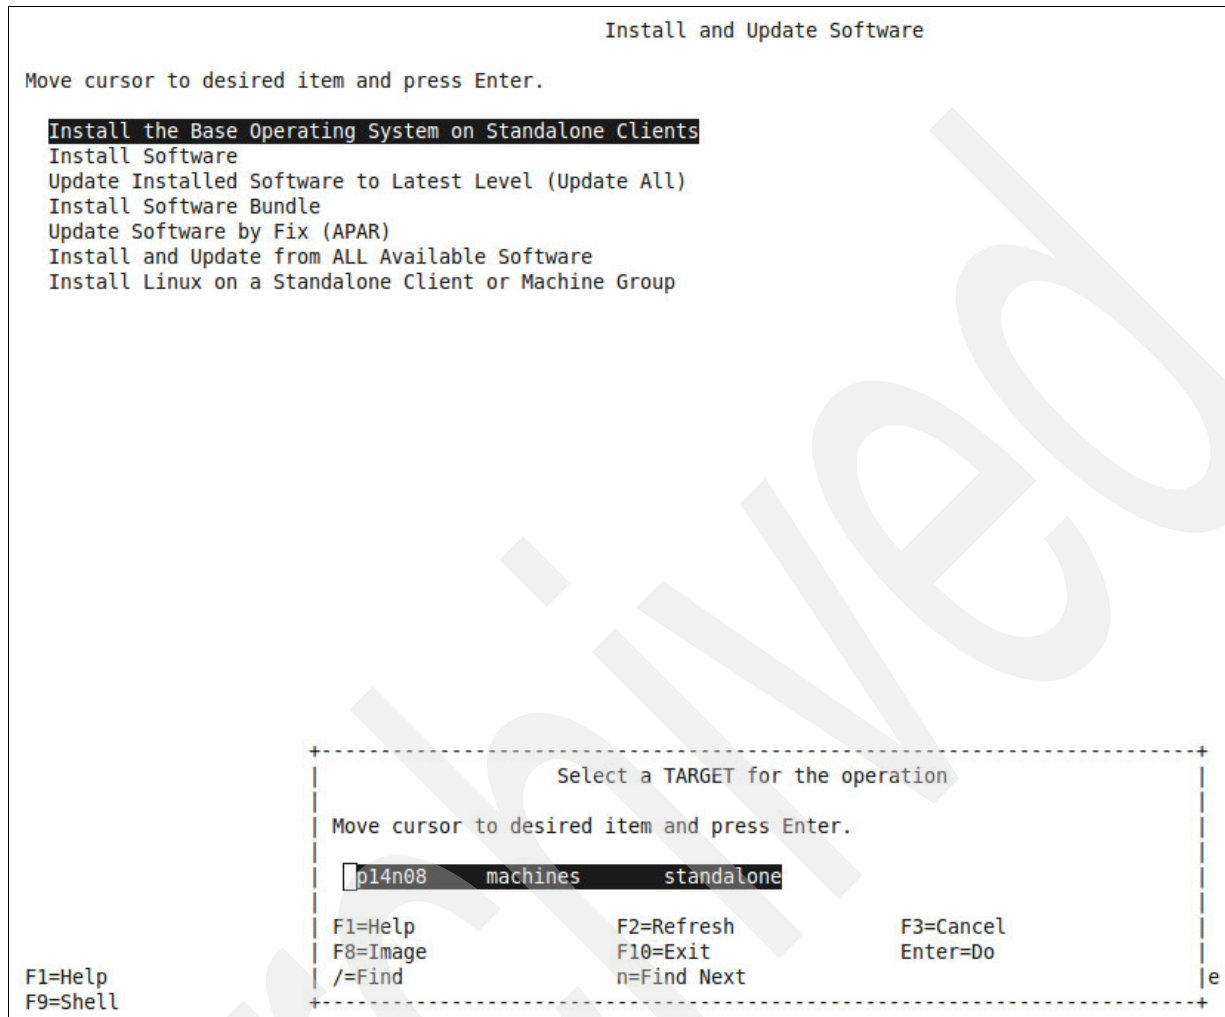 Install and Update Software
Move cursor to desired item and press Enter.
Install the Base Operating System on Standalone Clients
Install Software
Update Installed Software to Latest Level (Update All)
Install Software Bundle
Update Software by Fix (APAR)
Install and Update from ALL Available Software
Install Linux on a Standalone Client or Machine Group
Select a TARGET for the operation
Move cursor to desired item and press Enter.
p14n08 machines standalone
F1=Help F2=Refresh F3=Cancel
F8=Image F10=Exit Enter=Do
F1=Help /=Find n=Find Next e
F9=Shell
rchived